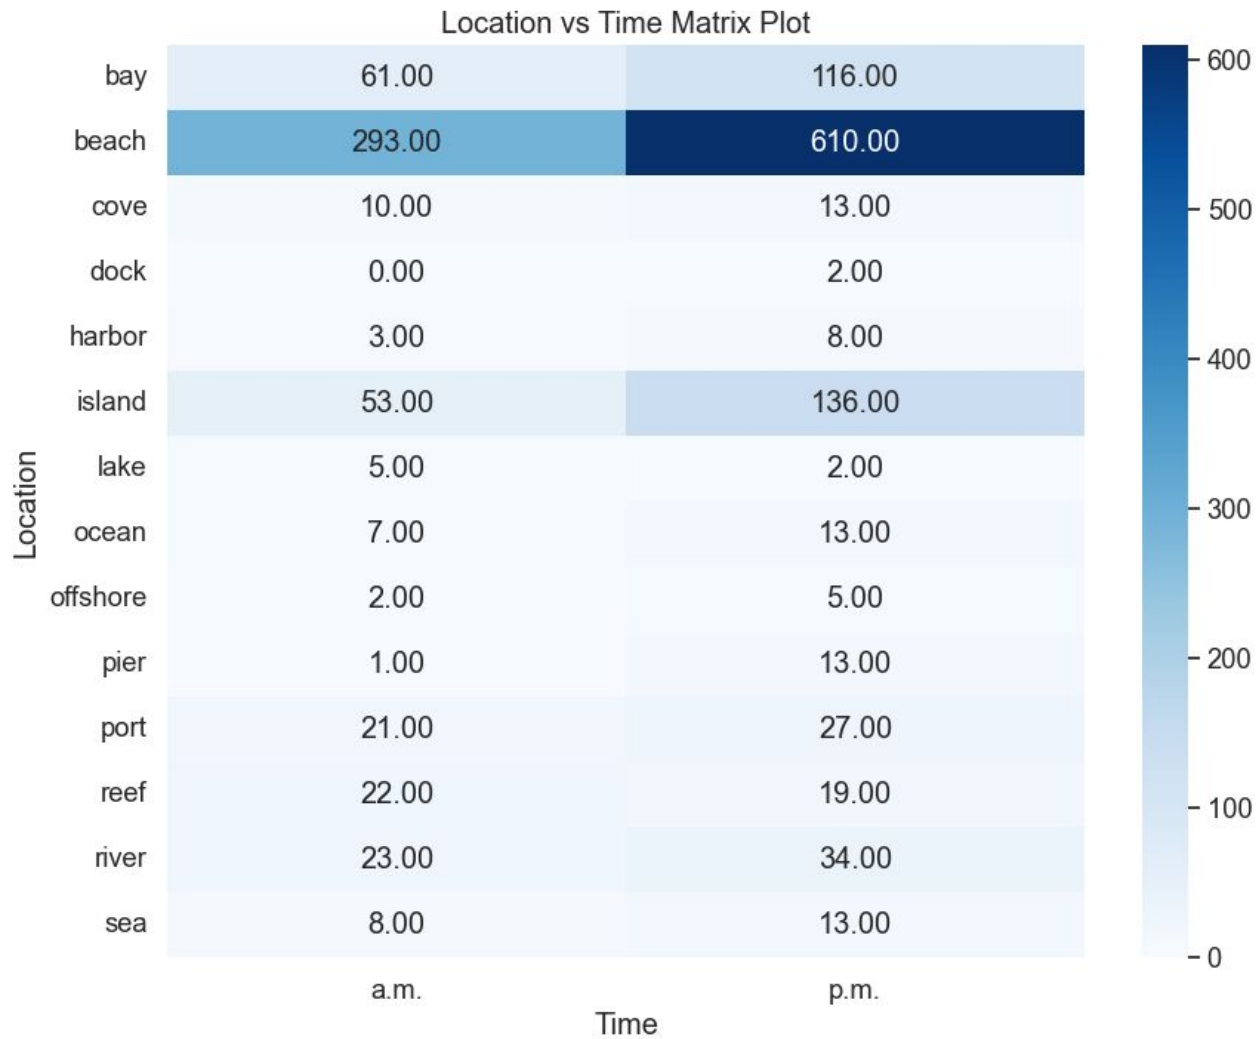 Location vs Time Matrix Plot
bay 61.00 116.00
beach 293.00 610.00
cove 10.00 13.00
dock 0.00 2.00
harbor 3.00 8.00
island 53.00 136.00
lake 5.00 2.00
ocean 7.00 13.00
offshore 2.00 5.00
pier 1.00 13.00
port 21.00 27.00
reef 22.00 19.00
river 23.00 34.00
sea 8.00 13.00
a.m. p.m.
Time
Location
600
500
400
300
200
100
0